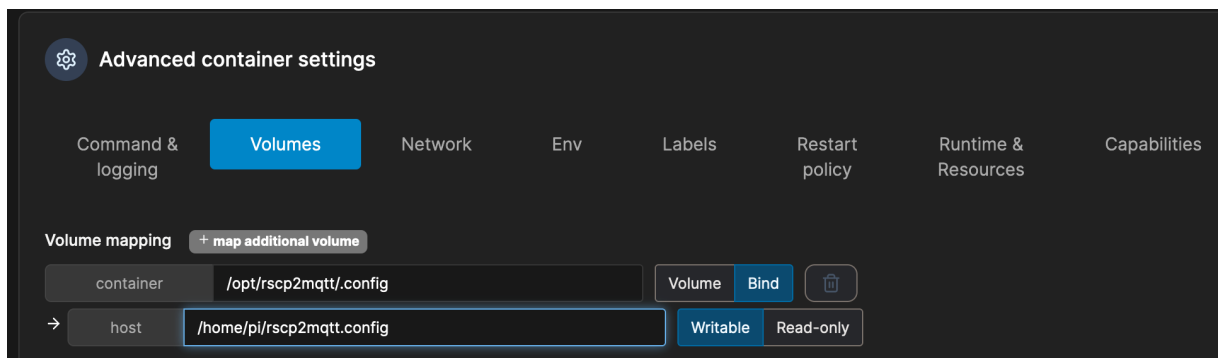 Advanced container settings
Command & logging
Volumes
Network
Env
Labels
Restart policy
Runtime & Resources
Capabilities
Volume mapping
+ map additional volume
container
/opt/rscp2mqtt/.config
Volume
Bind
host
/home/pi/rscp2mqtt.config
Writable
Read-only